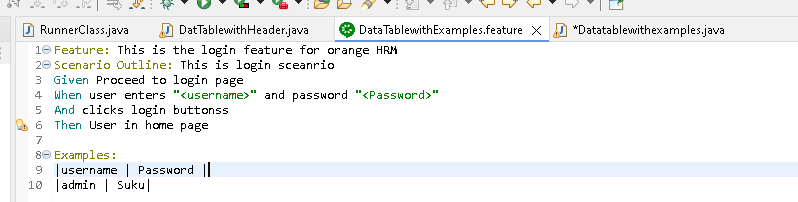 RunnerClass.java DatTablewithHeader.java DataTablewithExamples.feature *Datatablewithexamples.java
1 Feature: This is the login feature for orange HRM
2 Scenario Outline: This is login sceanrio
3 Given Proceed to login page
4 When user enters "<username>" and password "<Password>"
5 And clicks login buttonss
6 Then User in home page
7
8 Examples:
9 |username | Password |
10 |admin | Suku|